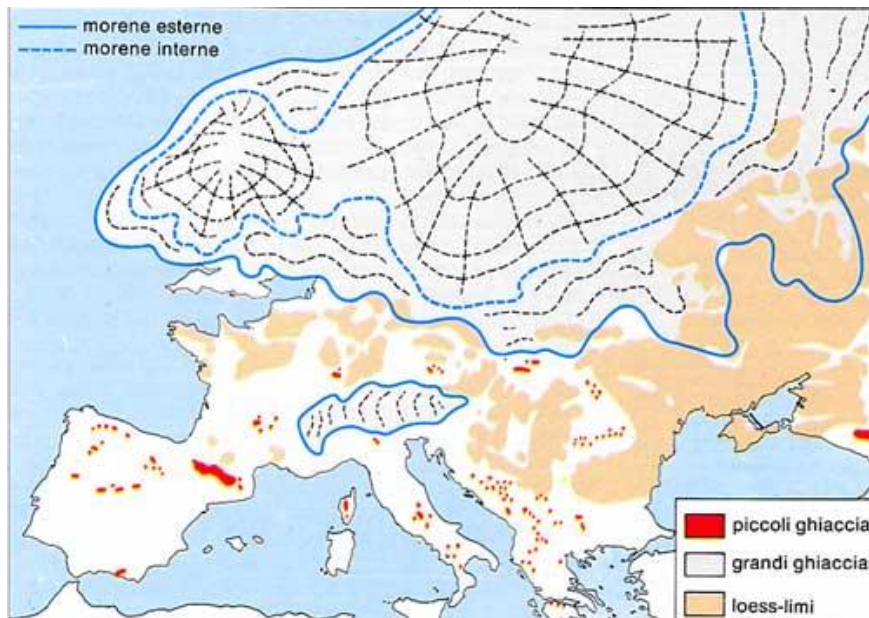 morene esterne
morene interne
piccoli ghiaccia
grandi ghiaccia
loess-limi